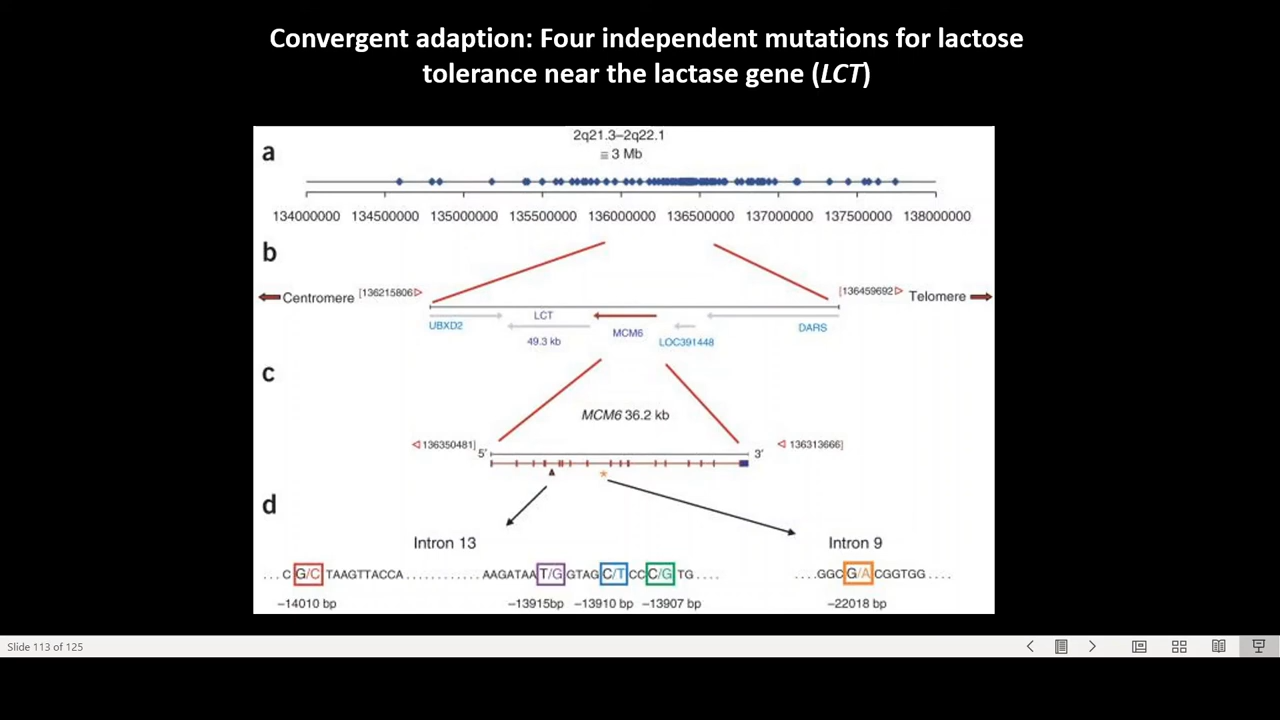 Convergent adaption: Four independent mutations for lactose
tolerance near the lactase gene (LCT)
a
2q21.3–2q22.1
≡ 3 Mb
134000000 134500000 135000000 135500000 136000000 136500000 137000000 137500000 138000000
b
Centromere [136215806 [136459692 Telomere
UBXD2 LCT MCM6 LOC391448 DARS
49.3 kb
c
MCM6 36.2 kb
136350481] 5' 3' 136313666]
*
d
Intron 13 Intron 9
....C G/C TAAGTTACCA........... AAGATAA T/G GTAG C/T CC C/G TG.... ....GGC G/A CGGTGG....
–14010 bp –13915bp –13910 bp –13907 bp –22018 bp
Slide 113 of 125